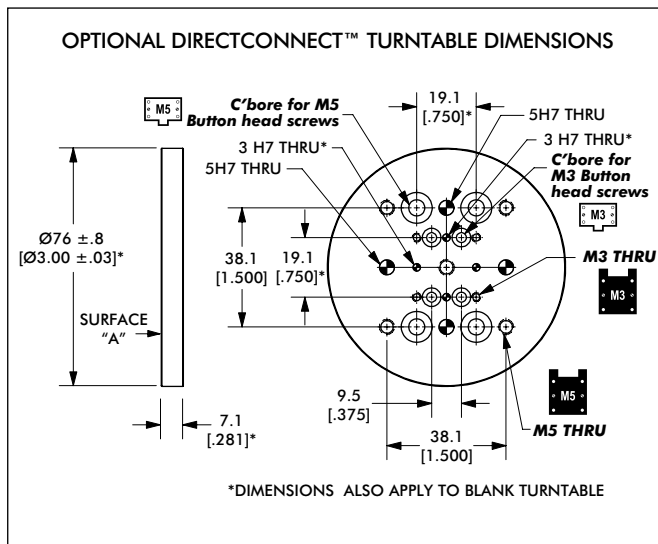 OPTIONAL DIRECTCONNECT™ TURNTABLE DIMENSIONS
M5
C'bore for M5
Button head screws
19.1
[.750]*
5H7 THRU
3 H7 THRU*
3 H7 THRU*
5H7 THRU
C'bore for
M3 Button
head screws
M3
Ø76 ±.8
[Ø3.00 ±.03]*
38.1
[1.500]
19.1
[.750]*
M3 THRU
M3
SURFACE
"A"
9.5
[.375]
M5
7.1
[.281]*
38.1
[1.500]
M5 THRU
*DIMENSIONS ALSO APPLY TO BLANK TURNTABLE